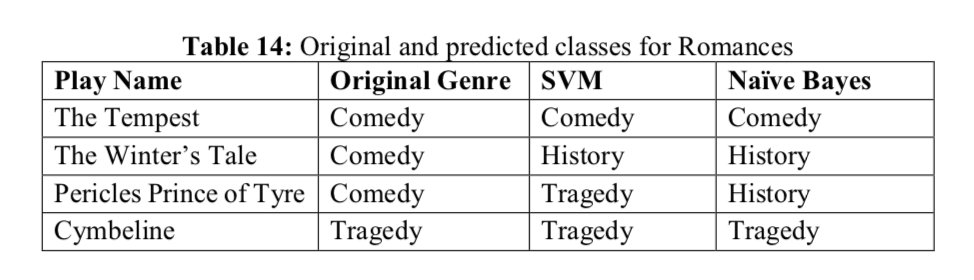 Table 14: Original and predicted classes for Romances
Play Name Original Genre SVM Naïve Bayes
The Tempest Comedy Comedy Comedy
The Winter’s Tale Comedy History History
Pericles Prince of Tyre Comedy Tragedy History
Cymbeline Tragedy Tragedy Tragedy